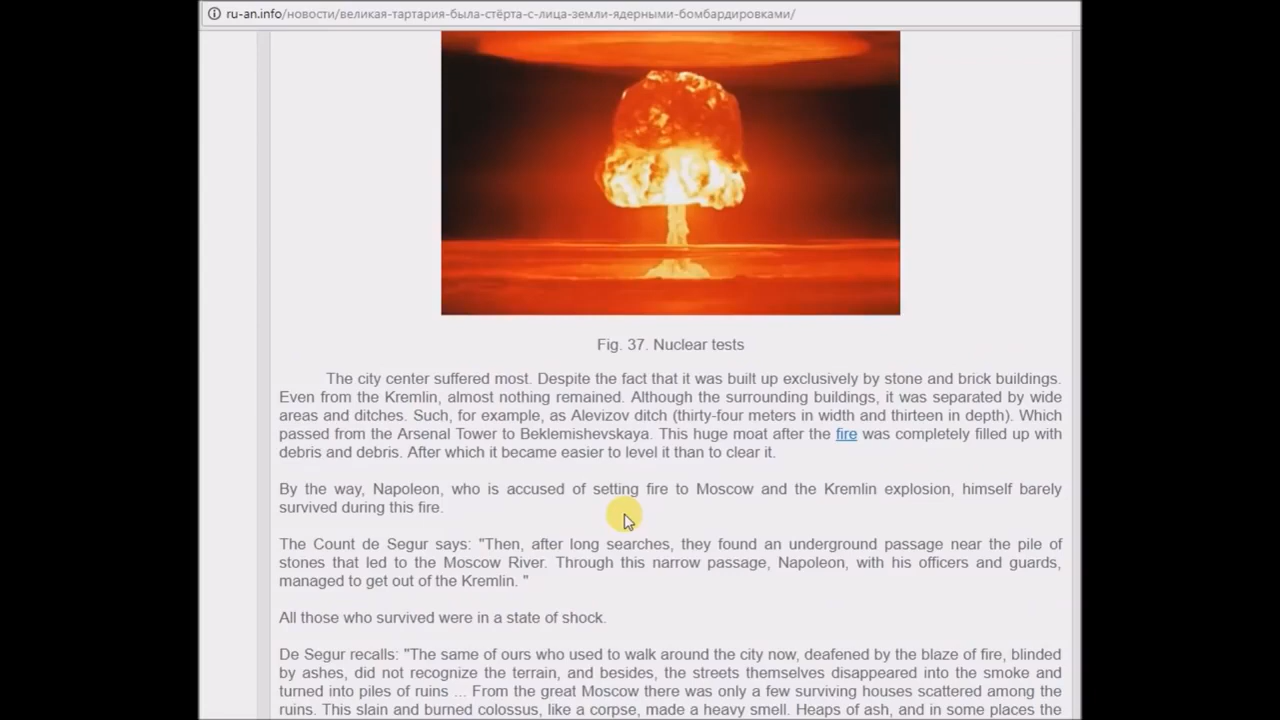 ru-an.info/новости/великая-тартария-была-стёрта-с-лица-земли-ядерными-бомбардировками/
Fig. 37. Nuclear tests
The city center suffered most. Despite the fact that it was built up exclusively by stone and brick buildings.
Even from the Kremlin, almost nothing remained. Although the surrounding buildings, it was separated by wide
areas and ditches. Such, for example, as Alevizov ditch (thirty-four meters in width and thirteen in depth). Which
passed from the Arsenal Tower to Beklemishevskaya. This huge moat after the fire was completely filled up with
debris and debris. After which it became easier to level it than to clear it.
By the way, Napoleon, who is accused of setting fire to Moscow and the Kremlin explosion, himself barely
survived during this fire.
The Count de Segur says: "Then, after long searches, they found an underground passage near the pile of
stones that led to the Moscow River. Through this narrow passage, Napoleon, with his officers and guards,
managed to get out of the Kremlin. "
All those who survived were in a state of shock.
De Segur recalls: "The same of ours who used to walk around the city now, deafened by the blaze of fire, blinded
by ashes, did not recognize the terrain, and besides, the streets themselves disappeared into the smoke and
turned into piles of ruins ... From the great Moscow there was only a few surviving houses scattered among the
ruins. This slain and burned colossus, like a corpse, made a heavy smell. Heaps of ash, and in some places the